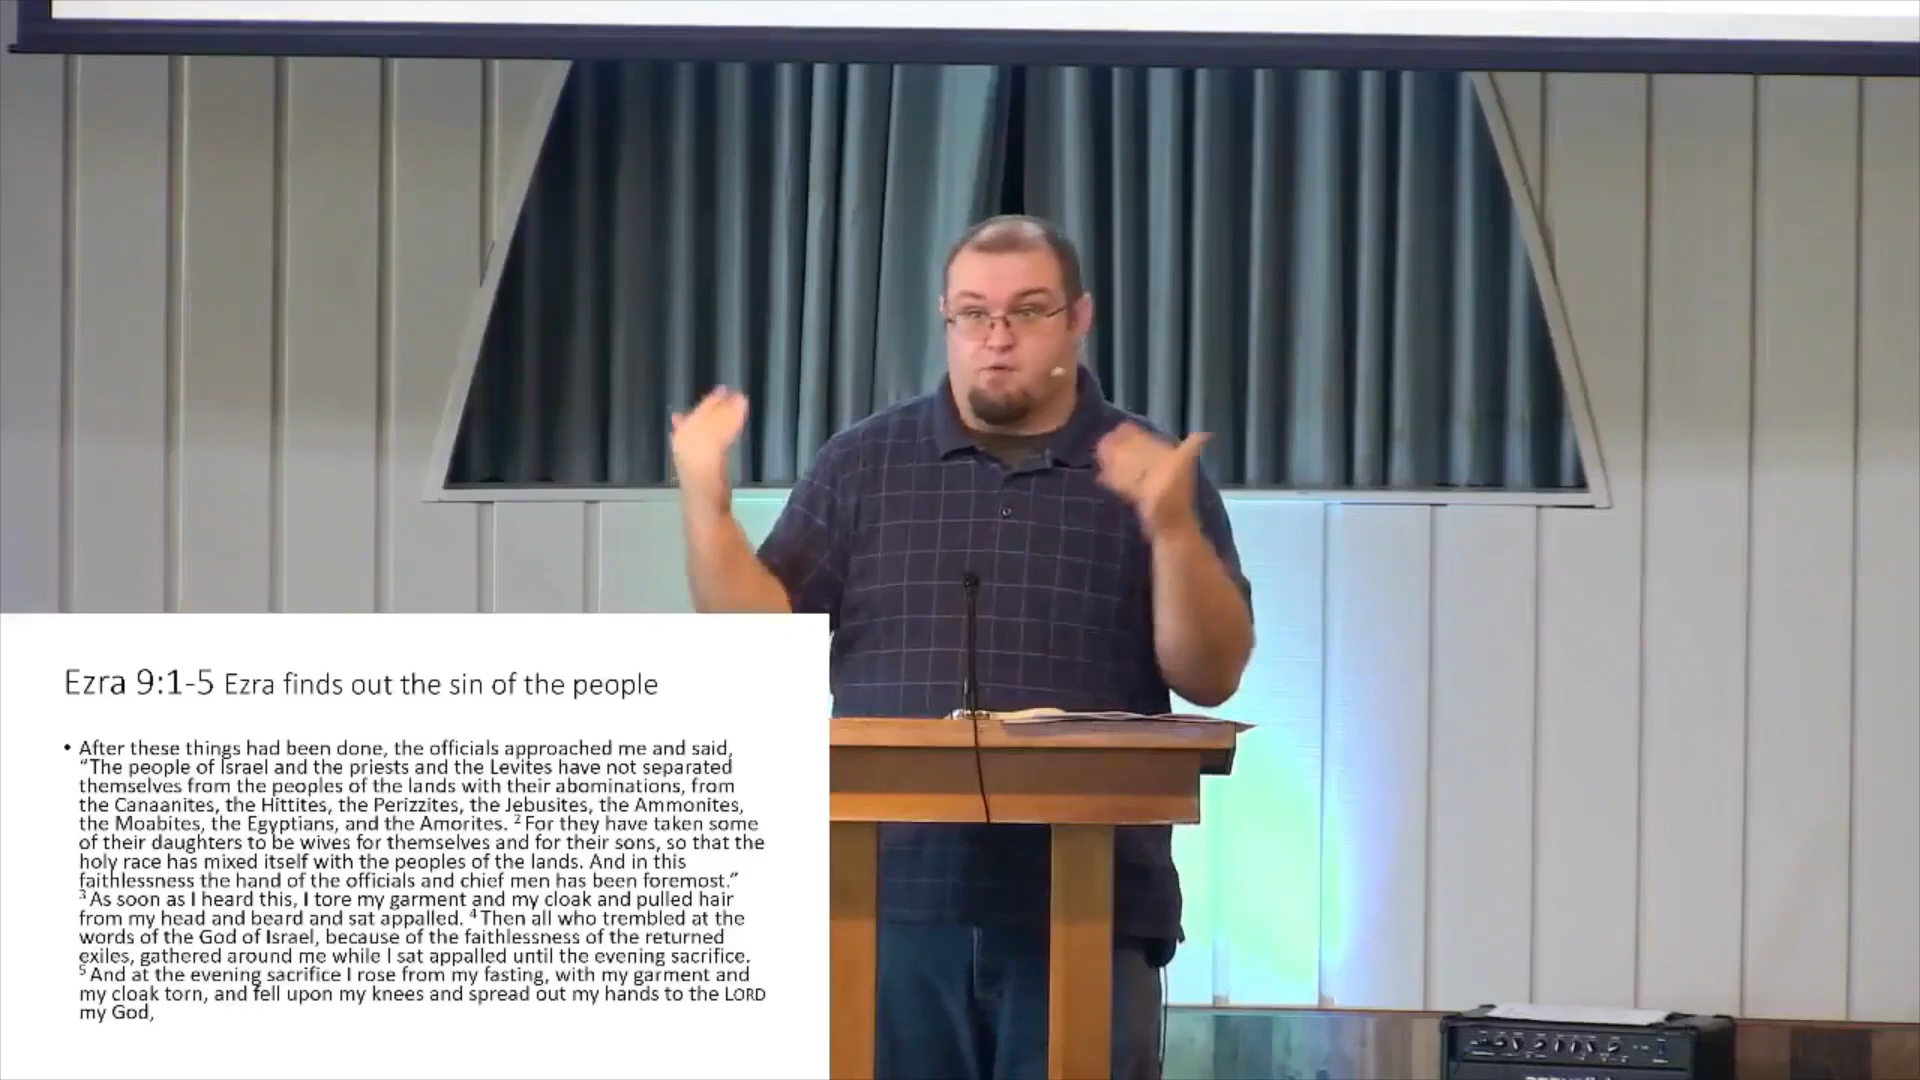 Ezra 9:1-5 Ezra finds out the sin of the people
• After these things had been done, the officials approached me and said,
“The people of Israel and the priests and the Levites have not separated
themselves from the peoples of the lands with their abominations, from
the Canaanites, the Hittites, the Perizzites, the Jebusites, the Ammonites,
the Moabites, the Egyptians, and the Amorites. 2 For they have taken some
of their daughters to be wives for themselves and for their sons, so that the
holy race has mixed itself with the peoples of the lands. And in this
faithlessness the hand of the officials and chief men has been foremost.”
3 As soon as I heard this, I tore my garment and my cloak and pulled hair
from my head and beard and sat appalled. 4 Then all who trembled at the
words of the God of Israel, because of the faithlessness of the returned
exiles, gathered around me while I sat appalled until the evening sacrifice.
5 And at the evening sacrifice I rose from my fasting, with my garment and
my cloak torn, and fell upon my knees and spread out my hands to the LORD
my God,